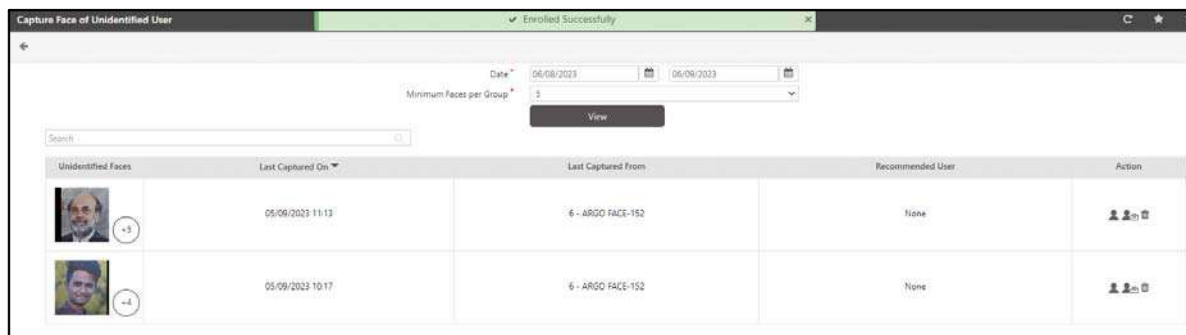 Capture Face of Unidentified User
Enrolled Successfully
Date *
06/08/2023
06/09/2023
Minimum Faces per Group *
3
View
Search
Unidentified Faces
Last Captured On
Last Captured From
Recommended User
Action
+3
05/09/2023 11:13
6 - ARGO FACE-152
None
+4
05/09/2023 10:17
6 - ARGO FACE-152
None